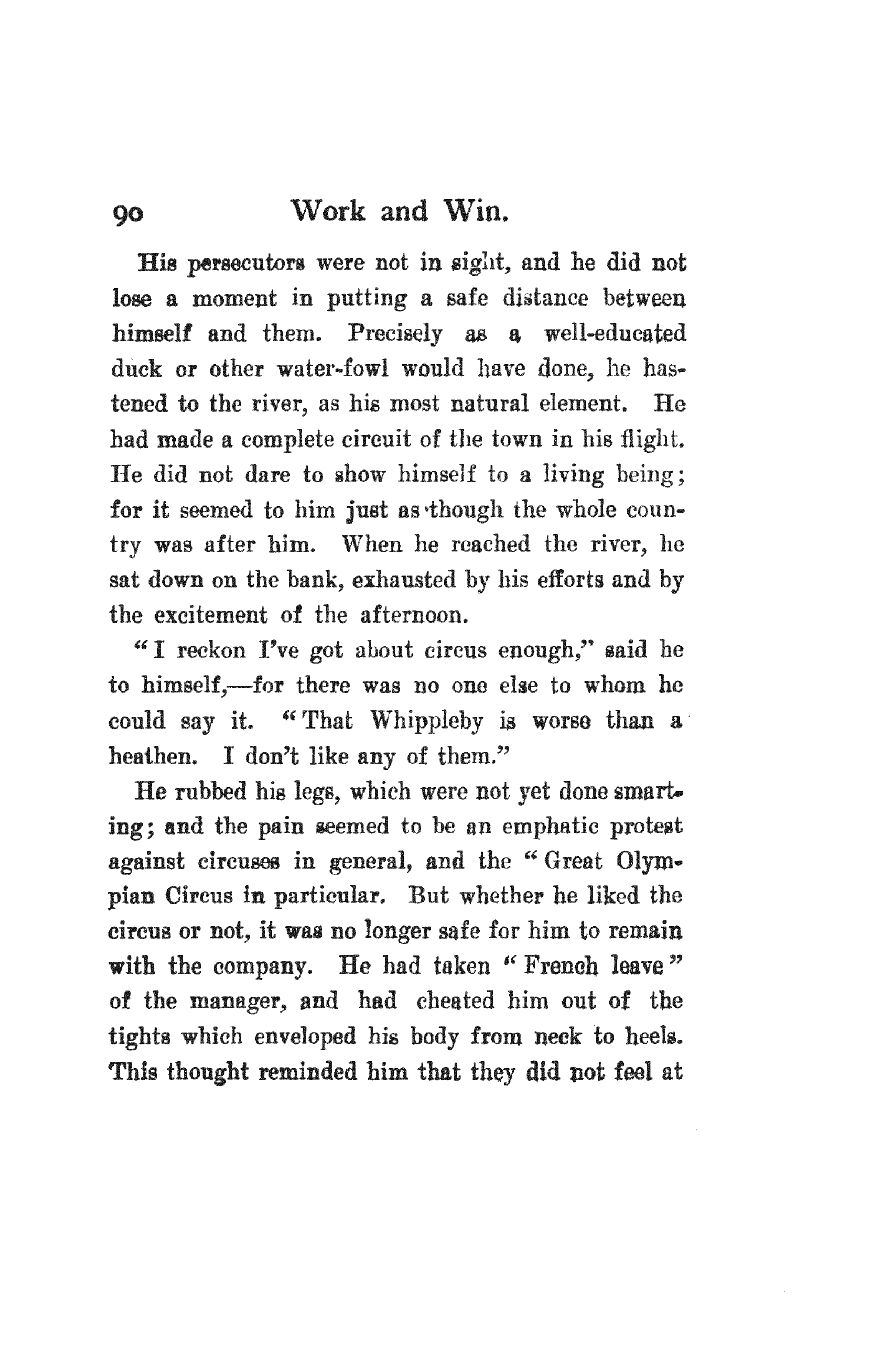 90 Work and Win.
His persecutors were not in sight, and he did not
lose a moment in putting a safe distance between
himself and them. Precisely as a well-educated
duck or other water-fowl would have done, he has-
tened to the river, as his most natural element. He
had made a complete circuit of the town in his flight.
He did not dare to show himself to a living being;
for it seemed to him just as though the whole coun-
try was after him. When he reached the river, he
sat down on the bank, exhausted by his efforts and by
the excitement of the afternoon.
"I reckon I've got about circus enough," said he
to himself,—for there was no one else to whom he
could say it. "That Whippleby is worse than a
heathen. I don't like any of them."
He rubbed his legs, which were not yet done smart-
ing; and the pain seemed to be an emphatic protest
against circuses in general, and the "Great Olym-
pian Circus in particular. But whether he liked the
circus or not, it was no longer safe for him to remain
with the company. He had taken "French leave"
of the manager, and had cheated him out of the
tights which enveloped his body from neck to heels.
This thought reminded him that they did not feel at